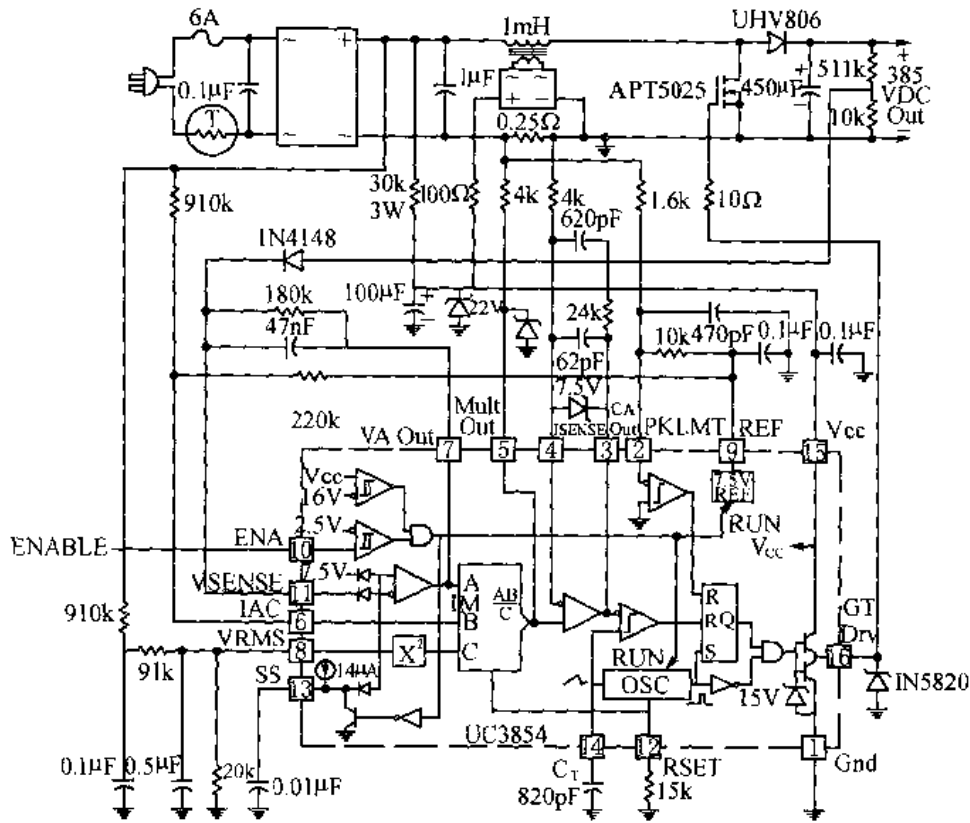 6A
1mH
UHV806
0.1μF
1μF
APT5025
450μF
511k
385
VDC
Out
10k
T
0.25Ω
910k
30k
3W
100Ω
4k
4k
1.6k
10Ω
620pF
1N4148
180k
47nF
100μF
22V
24k
62pF
7.5V
10k
470pF
0.1μF
0.1μF
220k
VA Out
Mult
Out
ISENSE
CA
Out
PKLMT
REF
Vcc
7
5
4
3
2
9
15
Vcc
16V
2.5V
7.5V
REF
RUN
Vcc
ENABLE
ENA
10
VSENSE
11
7.5V
IAC
6
VRMS
8
SS
13
14μA
X²
A
IM
B
C
AB
C
R
R
Q
S
RUN
OSC
15V
GT
Drv
16
IN5820
910k
91k
UC3854
14
12
1
Gnd
0.1μF
0.5μF
20k
0.01μF
CT
820pF
RSET
15k